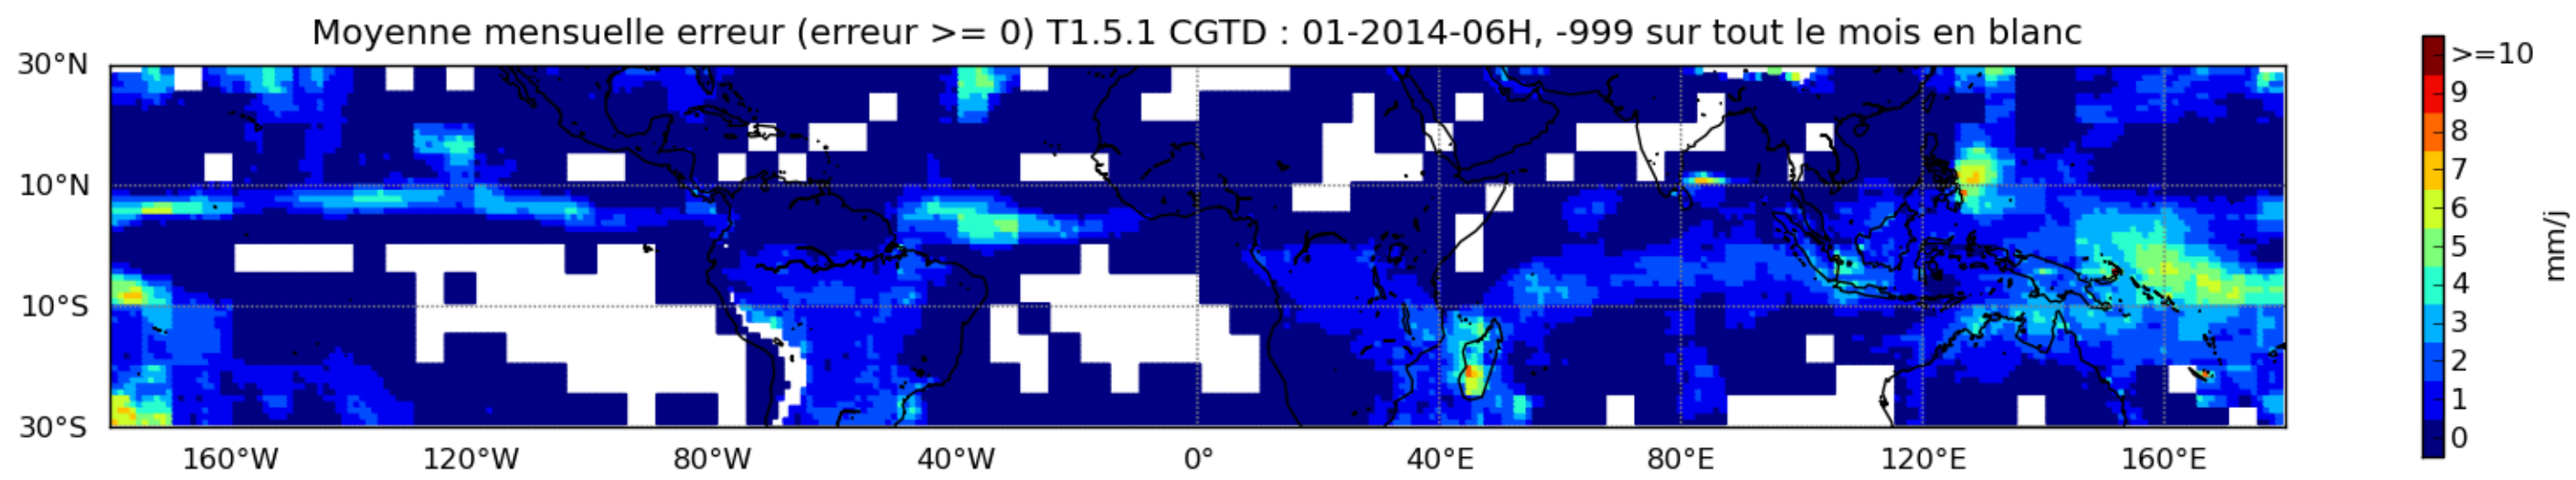 Moyenne mensuelle erreur (erreur >= 0) T1.5.1 CGTD : 01-2014-06H, -999 sur tout le mois en blanc
30°N
10°N
10°S
30°S
160°W 120°W 80°W 40°W 0° 40°E 80°E 120°E 160°E
>=10
9
8
7
6
5
4
3
2
1
0
mm/j